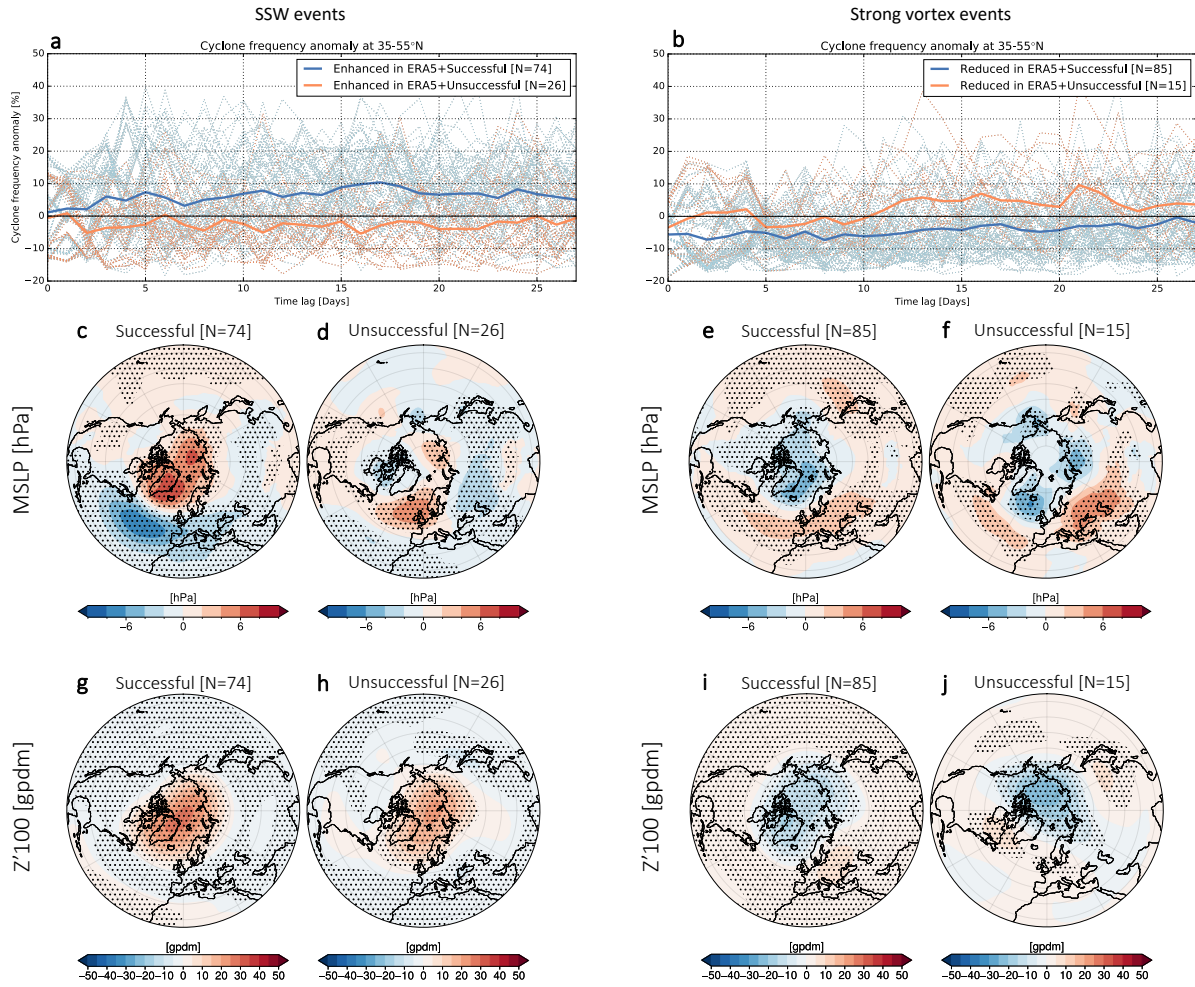 SSW events
Strong vortex events
a
Cyclone frequency anomaly at 35-55°N
Cyclone frequency anomaly [%]
50
40
30
20
10
0
−10
−20
Enhanced in ERA5+Successful [N=74]
Enhanced in ERA5+Unsuccessful [N=26]
0 5 10 15 20 25
Time lag [Days]
b
Cyclone frequency anomaly at 35-55°N
50
40
30
20
10
0
−10
−20
Reduced in ERA5+Successful [N=85]
Reduced in ERA5+Unsuccessful [N=15]
0 5 10 15 20 25
Time lag [Days]
MSLP [hPa]
c Successful [N=74]
[hPa]
−6 0 6
d Unsuccessful [N=26]
[hPa]
−6 0 6
MSLP [hPa]
e Successful [N=85]
[hPa]
−6 0 6
f Unsuccessful [N=15]
[hPa]
−6 0 6
Z'100 [gpdm]
g Successful [N=74]
[gpdm]
−50−40−30−20−10 0 10 20 30 40 50
h Unsuccessful [N=26]
[gpdm]
−50−40−30−20−10 0 10 20 30 40 50
Z'100 [gpdm]
i Successful [N=85]
[gpdm]
−50−40−30−20−10 0 10 20 30 40 50
j Unsuccessful [N=15]
[gpdm]
−50−40−30−20−10 0 10 20 30 40 50